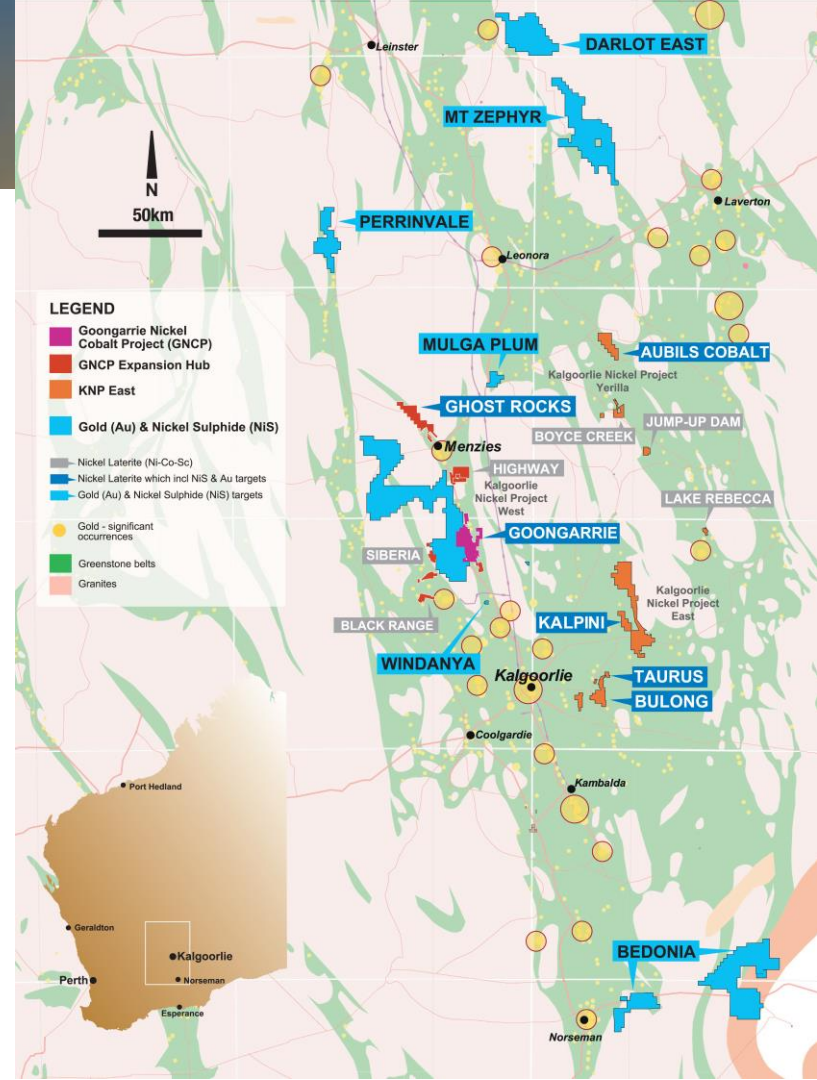 Leinster
DARLOT EAST
MT ZEPHYR
N
50km
Laverton
PERRINVALE
Leonora
LEGEND
Goongarrie Nickel
Cobalt Project (GNCP)
GNCP Expansion Hub
KNP East
Gold (Au) & Nickel Sulphide (NiS)
Nickel Laterite (Ni-Co-Sc)
Nickel Laterite which incl NiS & Au targets
Gold (Au) & Nickel Sulphide (NiS) targets
Gold - significant
occurrences
Greenstone belts
Granites
MULGA PLUM
AUBILS COBALT
Kalgoorlie Nickel Project
Yerilla
GHOST ROCKS
BOYCE CREEK
JUMP-UP DAM
Menzies
HIGHWAY
Kalgoorlie
Nickel Project
West
LAKE REBECCA
GOONGARRIE
SIBERIA
Kalgoorlie
Nickel Project
East
BLACK RANGE
KALPINI
WINDANYA
Kalgoorlie
TAURUS
BULONG
Coolgardie
Kambalda
BEDONIA
Norseman
Port Hedland
Geraldton
Kalgoorlie
Perth
Norseman
Esperance